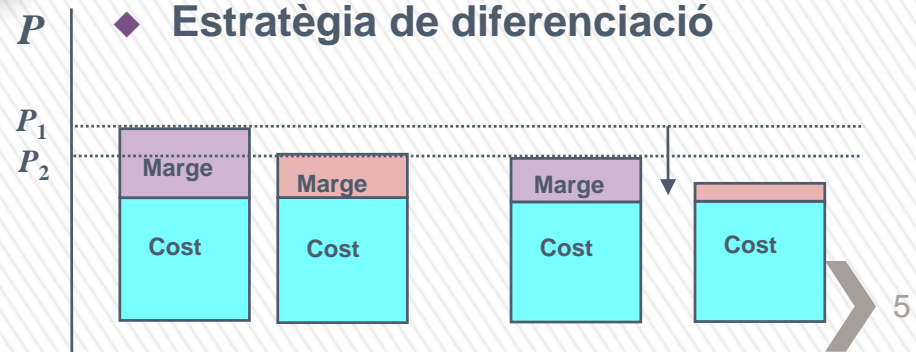 P
◆ Estratègia de diferenciació
P₁
P₂
Marge
Marge
Marge
Cost
Cost
Cost
Cost
5